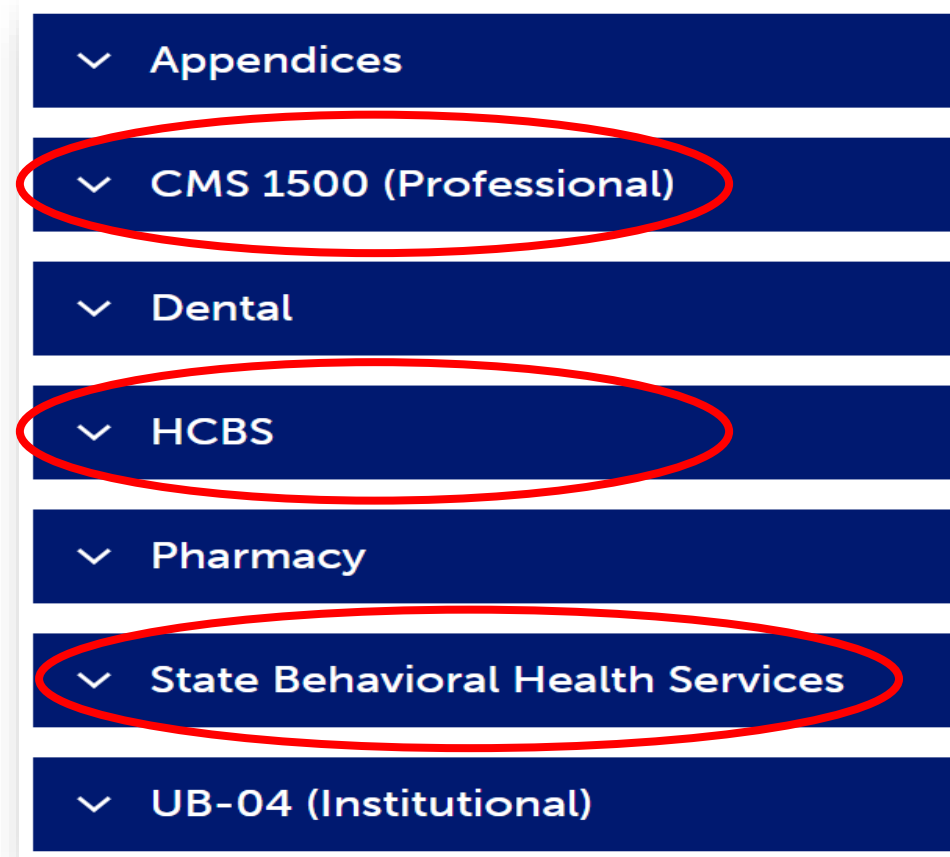 Appendices
CMS 1500 (Professional)
Dental
HCBS
Pharmacy
State Behavioral Health Services
UB-04 (Institutional)